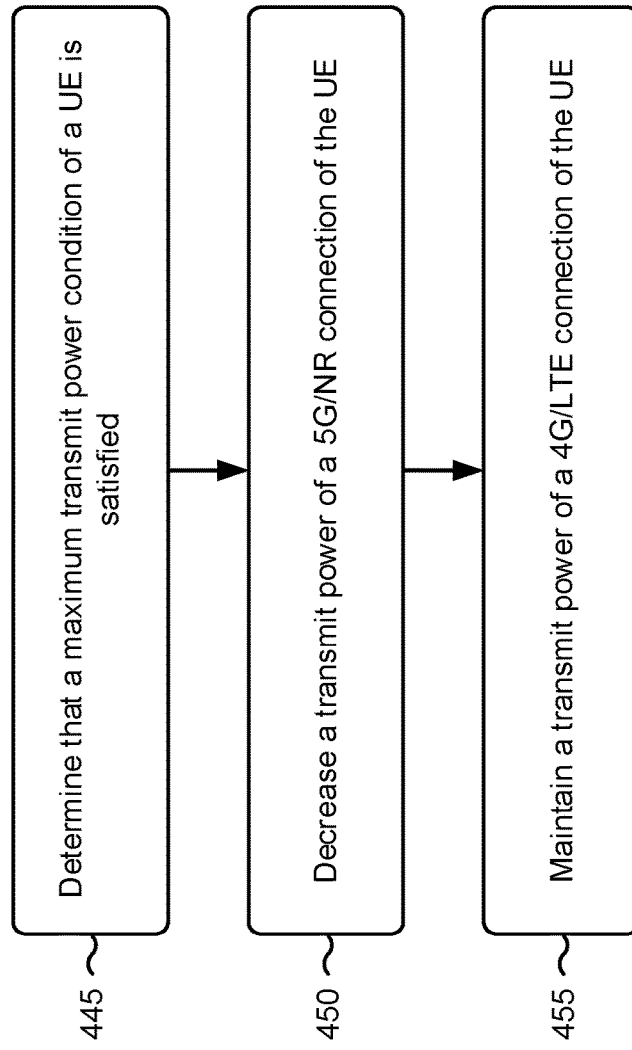 445
Determine that a maximum transmit power condition of a UE is
satisfied
450
Decrease a transmit power of a 5G/NR connection of the UE
455
Maintain a transmit power of a 4G/LTE connection of the UE